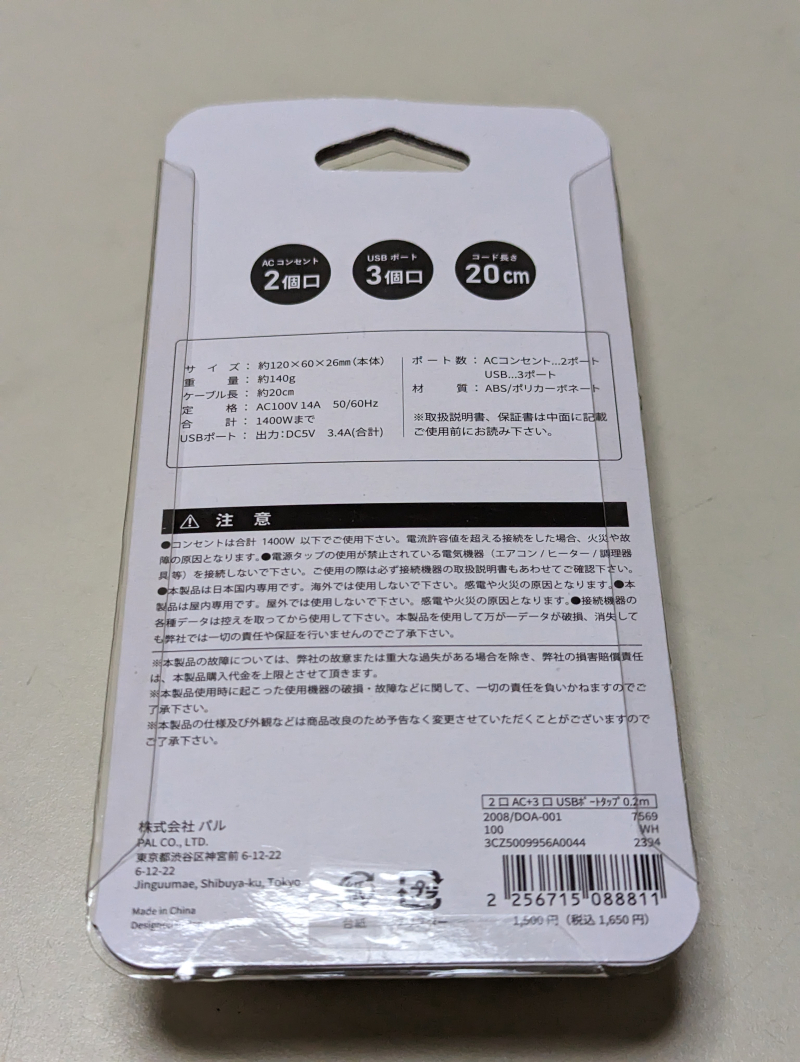 ACコンセント
2個口
USBポート
3個口
コード長さ
20cm
サイズ：約120×60×26mm(本体)
重量：約140g
ケーブル長：約20cm
定格：AC100V 14A 50/60Hz
合計：1400Wまで
USBポート：出力:DC5V 3.4A(合計)
ポート数：ACコンセント…2ポート
USB…3ポート
材質：ABS/ポリカーボネート
※取扱説明書、保証書は中面に記載
ご使用前にお読み下さい。
注意
●コンセントは合計 1400W 以下でご使用下さい。電流許容値を超える接続をした場合、火災や故
障の原因となります。●電源タップの使用が禁止されている電気機器（エアコン / ヒーター / 調理器
具 等）を接続しないで下さい。ご使用の際は必ず接続機器の取扱説明書もあわせてご確認下さい。
●本製品は日本国内専用です。海外では使用しないで下さい。感電や火災の原因となります。●本
製品は屋内専用です。屋外では使用しないで下さい。感電や火災の原因となります。●接続機器の
各種データは控えを取ってから使用して下さい。本製品を使用して万が一データが破損、消失して
も弊社では一切の責任や保証を行いませんのでご了承下さい。
※本製品の故障については、弊社の故意または重大な過失がある場合を除き、弊社の損害賠償責任
は、本製品購入代金を上限とさせて頂きます。
※本製品使用時に起こった使用機器の破損・故障などに関して、一切の責任を負いかねますのでご
了承下さい。
※本製品の仕様及び外観などは商品改良のため予告なく変更させていただくことがございますので
ご了承下さい。
株式会社 パル
PAL CO., LTD.
東京都渋谷区神宮前 6-12-22
6-12-22
Jinguumae, Shibuya-ku, Tokyo
Made in China
2口AC+3口USBﾎﾟｰﾄﾀｯﾌﾟ0.2m
2008/DOA-001 7569
100 WH
3CZ5009956A0044 2394
2 256715 088811
1,500円（税込 1,650円）
台紙
プラ